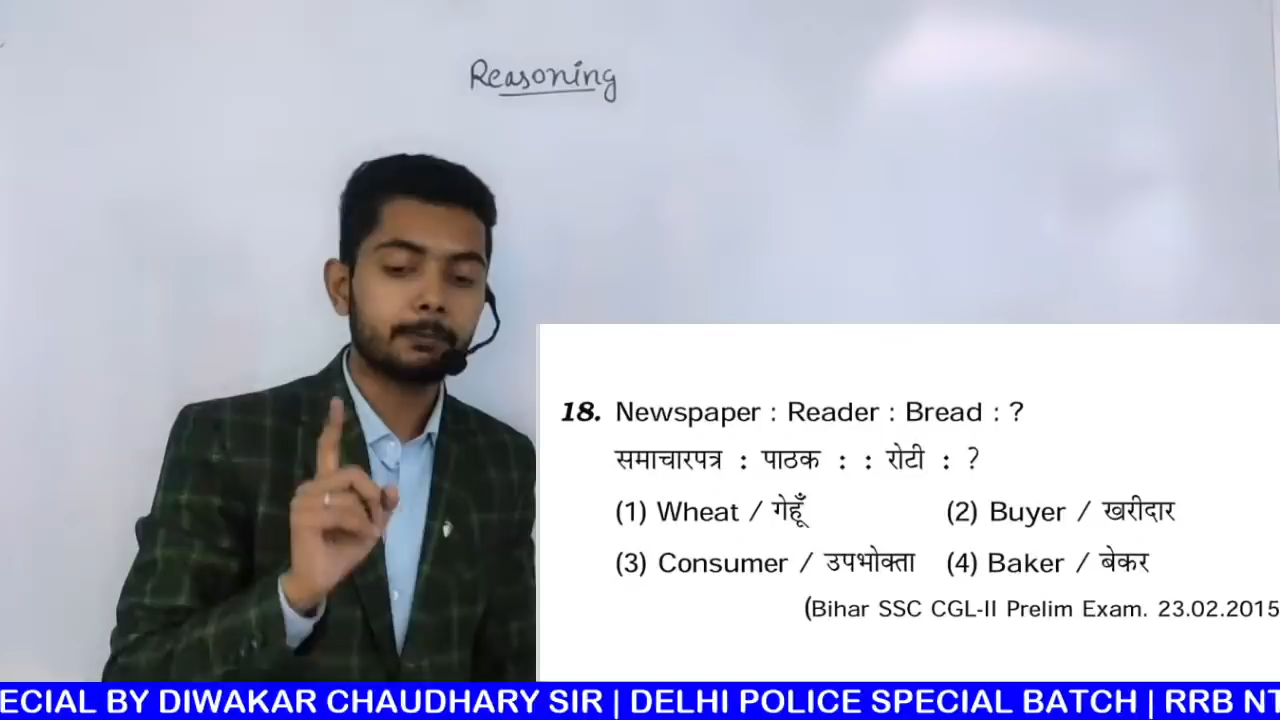 Reasoning
18. Newspaper : Reader : Bread : ?
समाचारपत्र : पाठक : : रोटी : ?
(1) Wheat / गेहूँ (2) Buyer / खरीदार
(3) Consumer / उपभोक्ता (4) Baker / बेकर
(Bihar SSC CGL-II Prelim Exam. 23.02.2015
ECIAL BY DIWAKAR CHAUDHARY SIR | DELHI POLICE SPECIAL BATCH | RRB NT